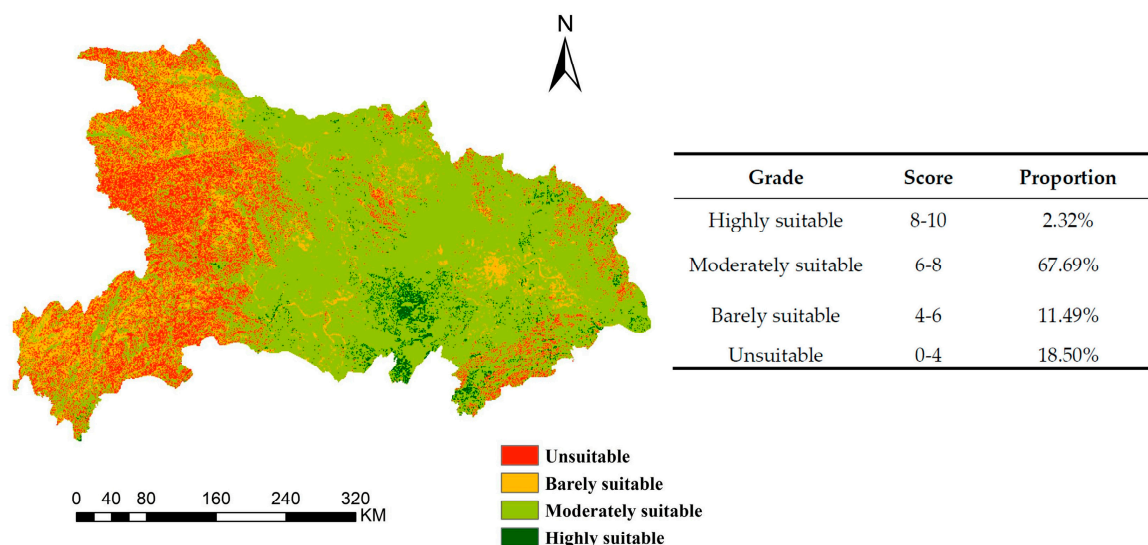 N
Grade Score Proportion
Highly suitable 8-10 2.32%
Moderately suitable 6-8 67.69%
Barely suitable 4-6 11.49%
Unsuitable 0-4 18.50%
Unsuitable
Barely suitable
Moderately suitable
Highly suitable
0 40 80 160 240 320
KM